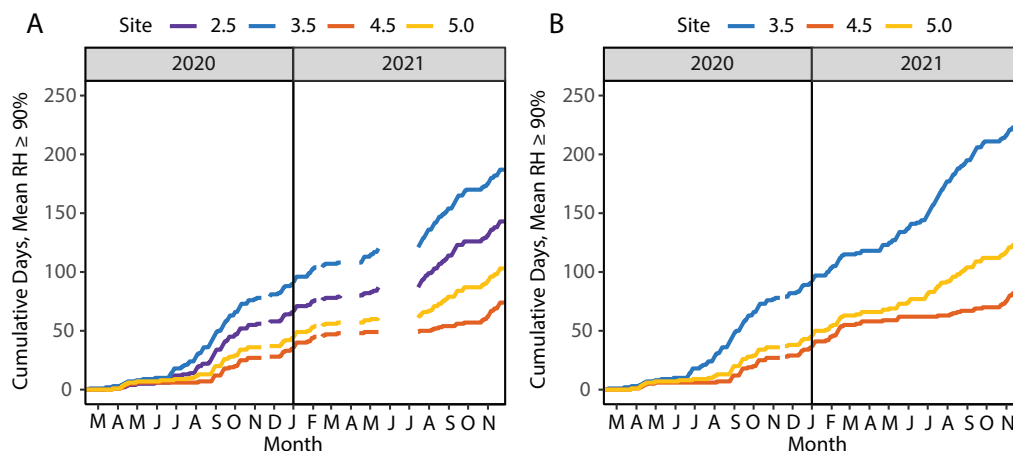 A Site 2.5 3.5 4.5 5.0
2020 2021
Cumulative Days, Mean RH ≥ 90%
250
200
150
100
50
0
M A M J J A S O N D J F M A M J J A S O N
Month
B Site 3.5 4.5 5.0
2020 2021
Cumulative Days, Mean RH ≥ 90%
250
200
150
100
50
0
M A M J J A S O N D J F M A M J J A S O N
Month